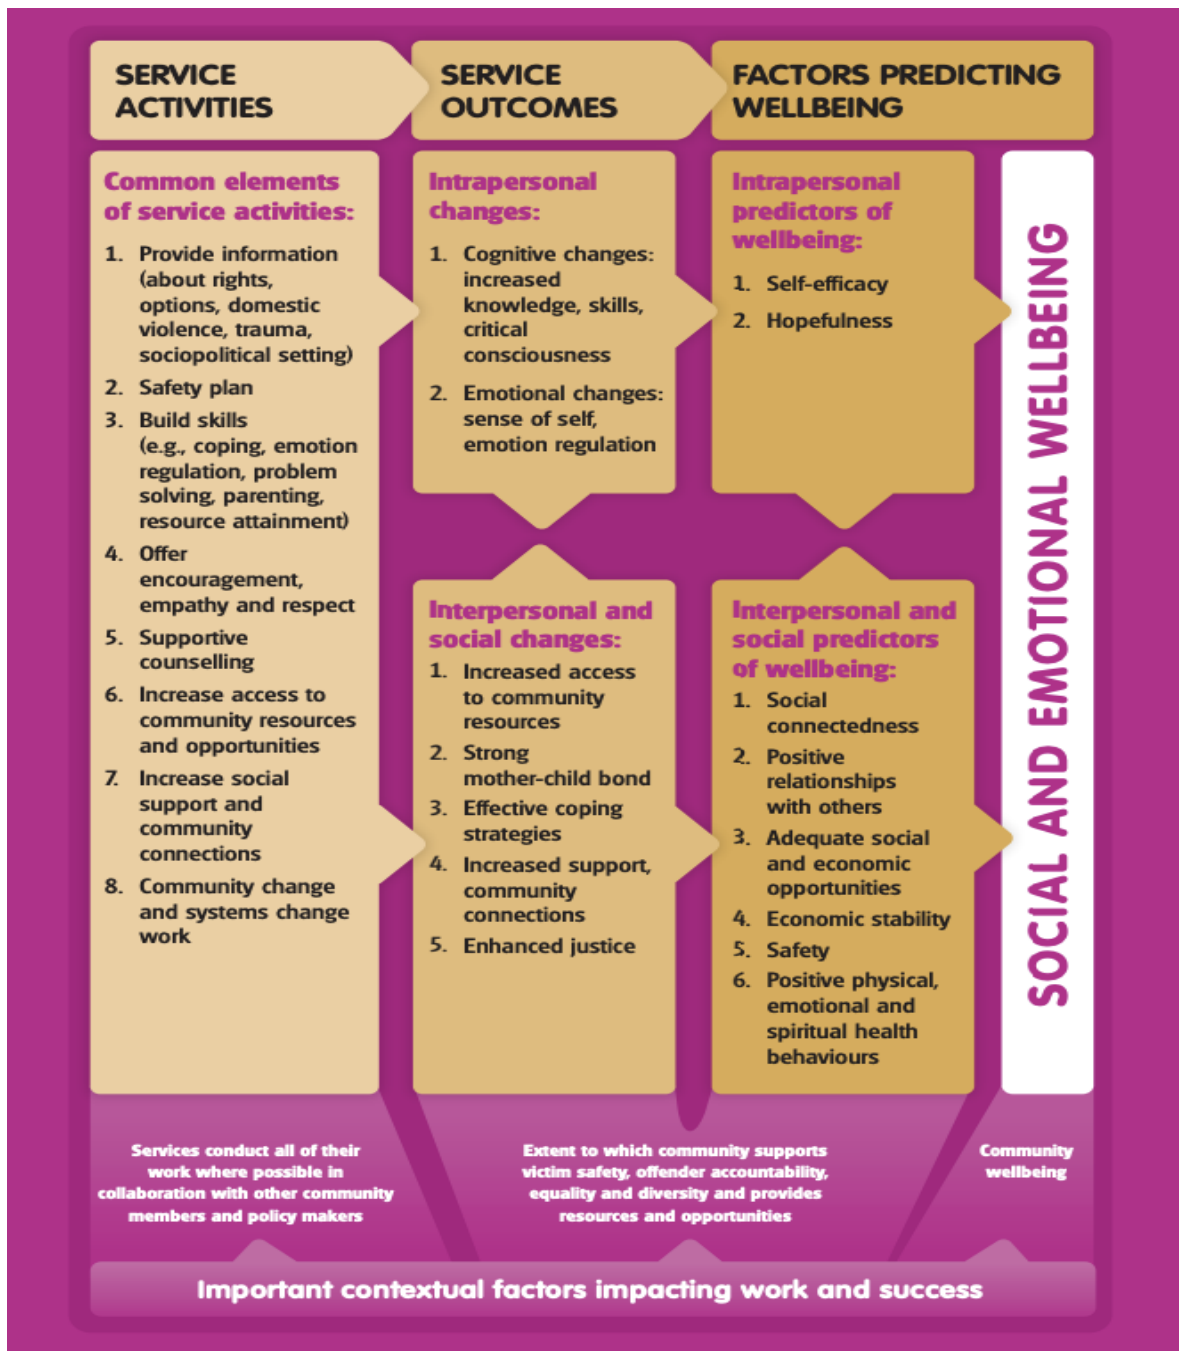 SERVICE
ACTIVITIES
SERVICE
OUTCOMES
FACTORS PREDICTING
WELLBEING
Common elements
of service activities:
1. Provide information
(about rights,
options, domestic
violence, trauma,
sociopolitical setting)
2. Safety plan
3. Build skills
(e.g., coping, emotion
regulation, problem
solving, parenting,
resource attainment)
4. Offer
encouragement,
empathy and respect
5. Supportive
counselling
6. Increase access to
community resources
and opportunities
7. Increase social
support and
community
connections
8. Community change
and systems change
work
Intrapersonal
changes:
1. Cognitive changes:
increased
knowledge, skills,
critical
consciousness
2. Emotional changes:
sense of self,
emotion regulation
Interpersonal and
social changes:
1. Increased access
to community
resources
2. Strong
mother-child bond
3. Effective coping
strategies
4. Increased support,
community
connections
5. Enhanced justice
Intrapersonal
predictors of
wellbeing:
1. Self-efficacy
2. Hopefulness
Interpersonal and
social predictors
of wellbeing:
1. Social
connectedness
2. Positive
relationships
with others
3. Adequate social
and economic
opportunities
4. Economic stability
5. Safety
6. Positive physical,
emotional and
spiritual health
behaviours
SOCIAL AND EMOTIONAL WELLBEING
Services conduct all of their
work where possible in
collaboration with other community
members and policy makers
Extent to which community supports
victim safety, offender accountability,
equality and diversity and provides
resources and opportunities
Community
wellbeing
Important contextual factors impacting work and success